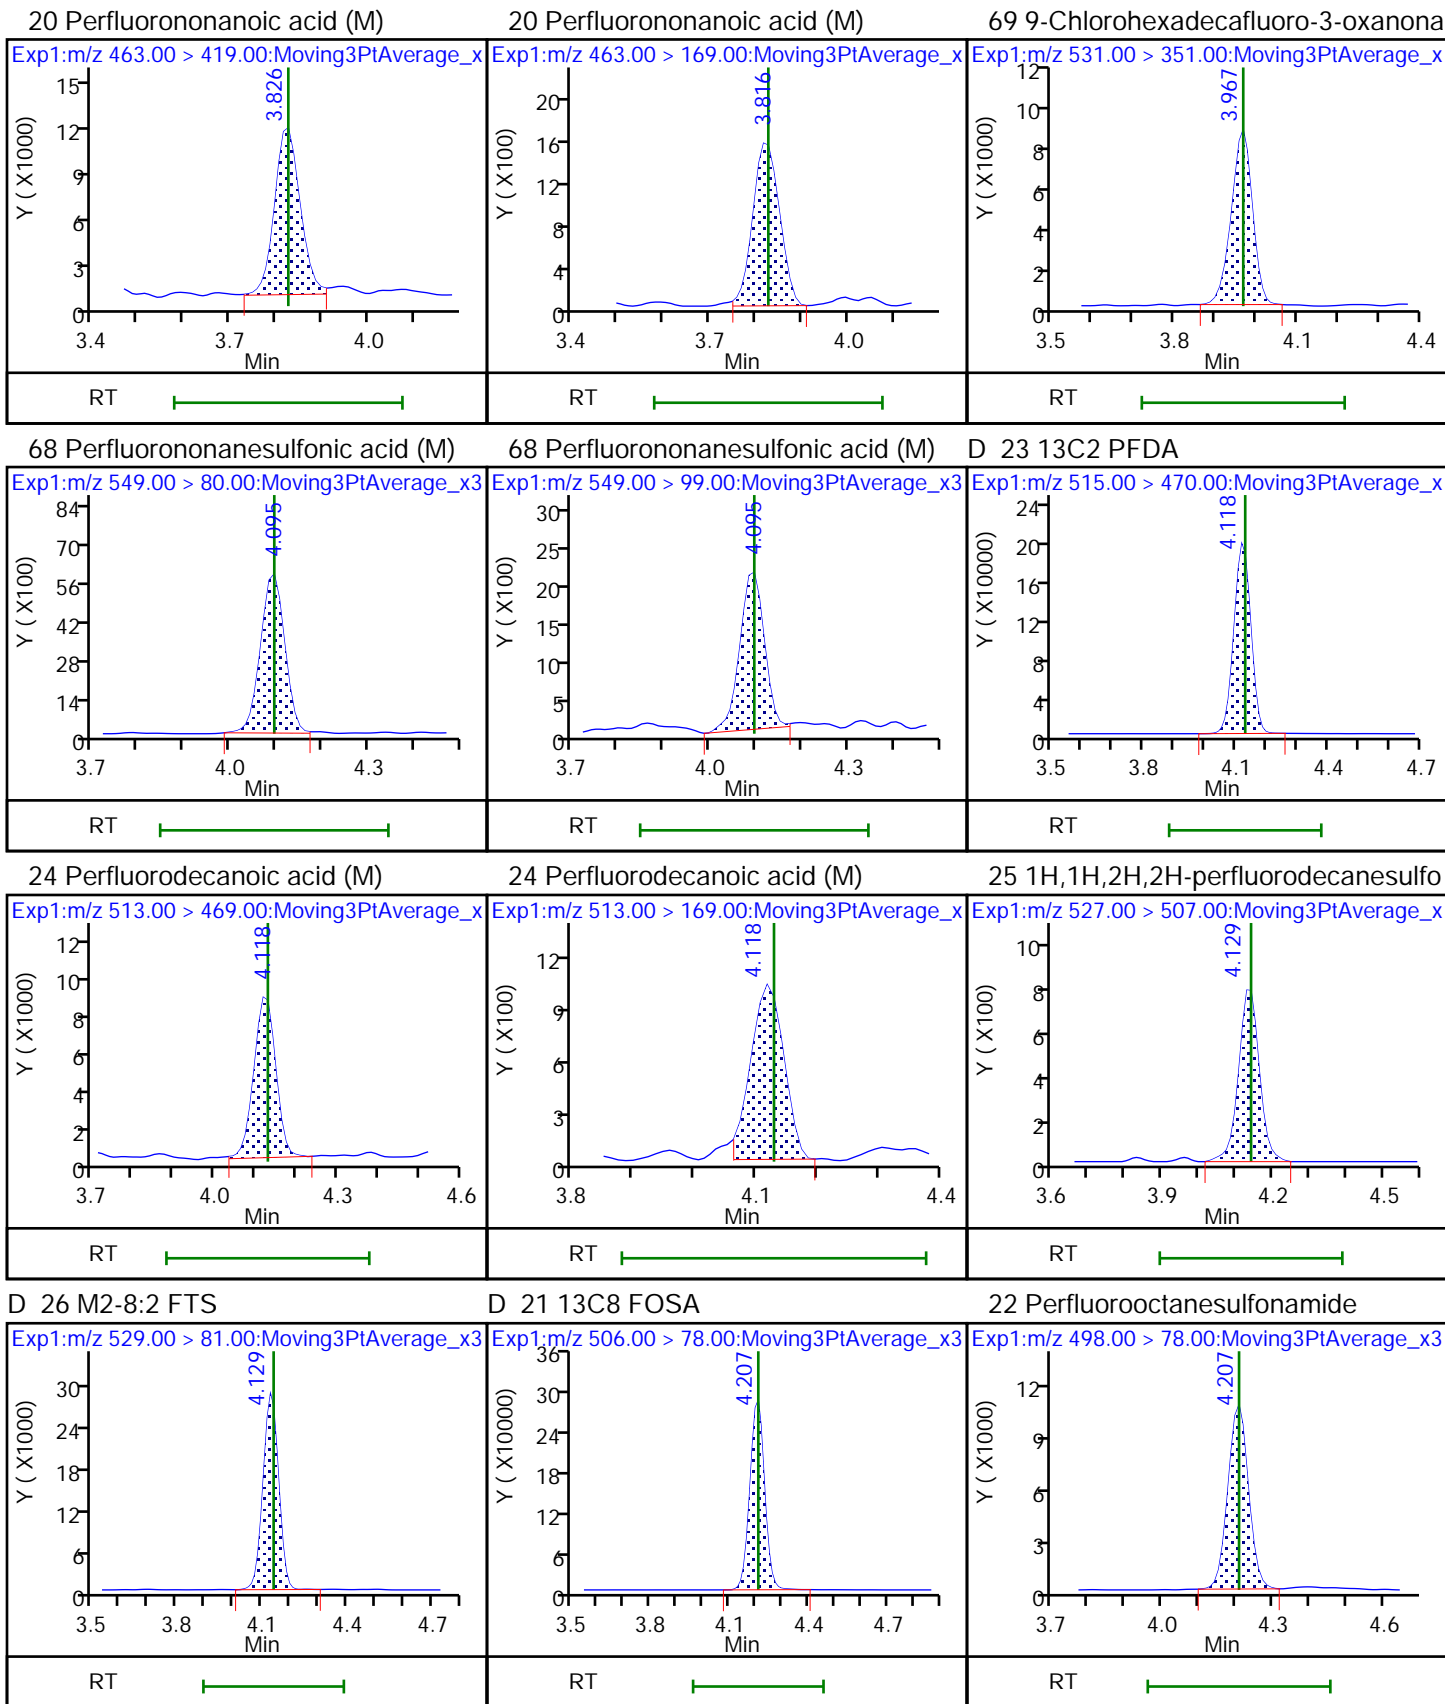 20 Perfluorononanoic acid (M)
Exp1:m/z 463.00 > 419.00:Moving3PtAverage_x
3.826
Y ( X1000)
15
12
9
6
3
0
3.4 3.7 4.0
Min
RT
20 Perfluorononanoic acid (M)
Exp1:m/z 463.00 > 169.00:Moving3PtAverage_x
3.816
Y ( X100)
20
16
12
8
4
0
3.4 3.7 4.0
Min
RT
69 9-Chlorohexadecafluoro-3-oxanona
Exp1:m/z 531.00 > 351.00:Moving3PtAverage_x
3.967
Y ( X1000)
12
10
8
6
4
2
0
3.5 3.8 4.1 4.4
Min
RT
68 Perfluorononanesulfonic acid (M)
Exp1:m/z 549.00 > 80.00:Moving3PtAverage_x3
4.095
Y ( X100)
84
70
56
42
28
14
0
3.7 4.0 4.3
Min
RT
68 Perfluorononanesulfonic acid (M)
Exp1:m/z 549.00 > 99.00:Moving3PtAverage_x3
4.095
Y ( X100)
30
25
20
15
10
5
0
3.7 4.0 4.3
Min
RT
D 23 13C2 PFDA
Exp1:m/z 515.00 > 470.00:Moving3PtAverage_x
4.118
Y ( X10000)
24
20
16
12
8
4
0
3.5 3.8 4.1 4.4 4.7
Min
RT
24 Perfluorodecanoic acid (M)
Exp1:m/z 513.00 > 469.00:Moving3PtAverage_x
4.118
Y ( X1000)
12
10
8
6
4
2
0
3.7 4.0 4.3 4.6
Min
RT
24 Perfluorodecanoic acid (M)
Exp1:m/z 513.00 > 169.00:Moving3PtAverage_x
4.118
Y ( X100)
12
9
6
3
0
3.8 4.1 4.4
Min
RT
25 1H,1H,2H,2H-perfluorodecanesulfo
Exp1:m/z 527.00 > 507.00:Moving3PtAverage_x
4.129
Y ( X100)
10
8
6
4
2
0
3.6 3.9 4.2 4.5
Min
RT
D 26 M2-8:2 FTS
Exp1:m/z 529.00 > 81.00:Moving3PtAverage_x3
4.129
Y ( X1000)
30
24
18
12
6
0
3.5 3.8 4.1 4.4 4.7
Min
RT
D 21 13C8 FOSA
Exp1:m/z 506.00 > 78.00:Moving3PtAverage_x3
4.207
Y ( X10000)
36
30
24
18
12
6
0
3.5 3.8 4.1 4.4 4.7
Min
RT
22 Perfluorooctanesulfonamide
Exp1:m/z 498.00 > 78.00:Moving3PtAverage_x3
4.207
Y ( X1000)
12
9
6
3
0
3.7 4.0 4.3 4.6
Min
RT